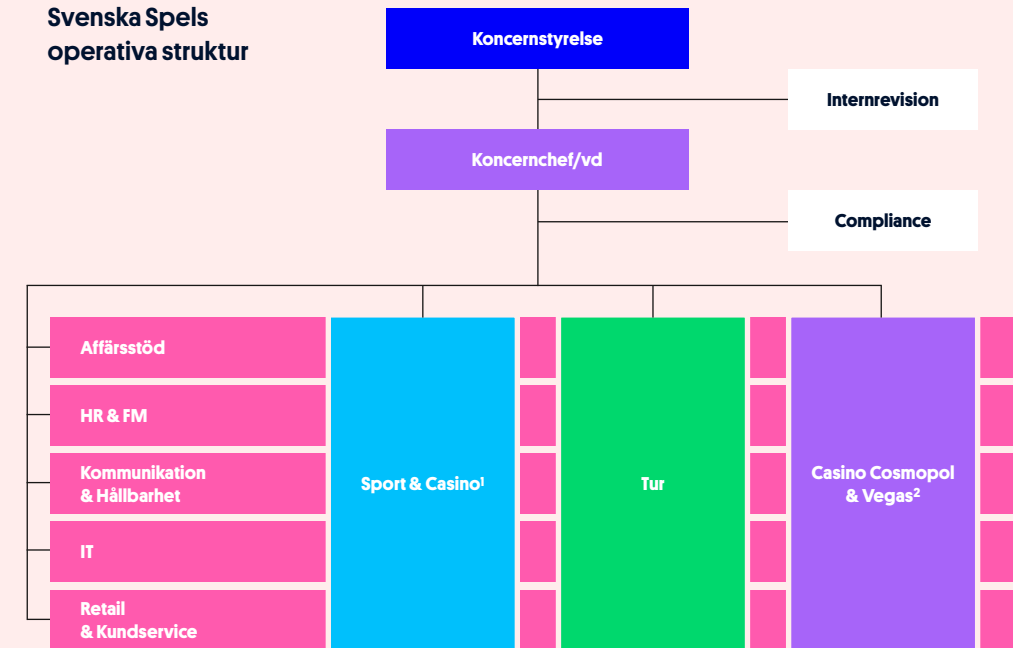 Svenska Spels
operativa struktur
Koncernstyrelse
Internrevision
Koncernchef/vd
Compliance
Affärsstöd
HR & FM
Kommunikation
& Hållbarhet
IT
Retail
& Kundservice
Sport & Casino¹
Tur
Casino Cosmopol
& Vegas²